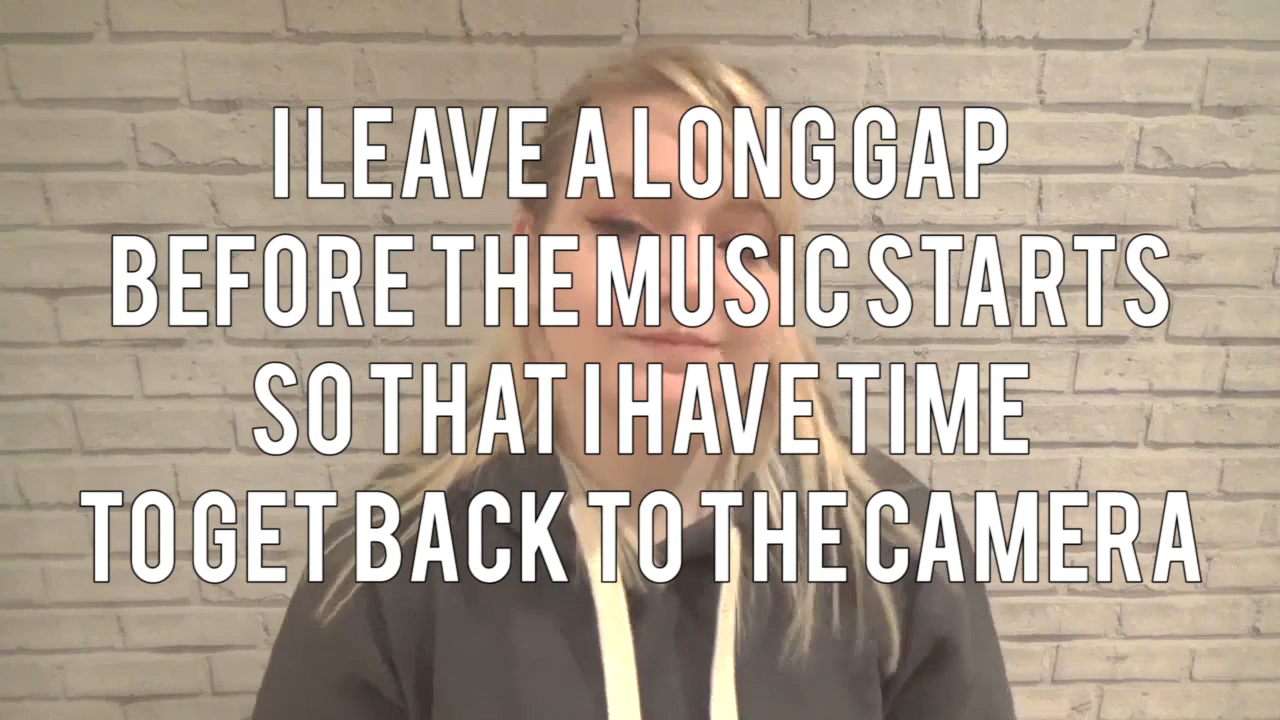 I LEAVE A LONG GAP
BEFORE THE MUSIC STARTS
SO THAT I HAVE TIME
TO GET BACK TO THE CAMERA